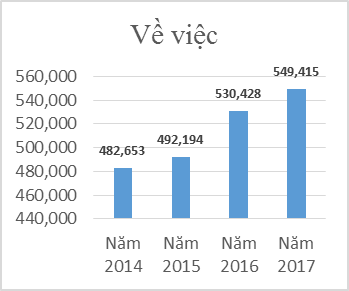 Về việc
560,000
540,000
520,000
500,000
480,000
460,000
440,000
482,653
492,194
530,428
549,415
Năm 2014
Năm 2015
Năm 2016
Năm 2017